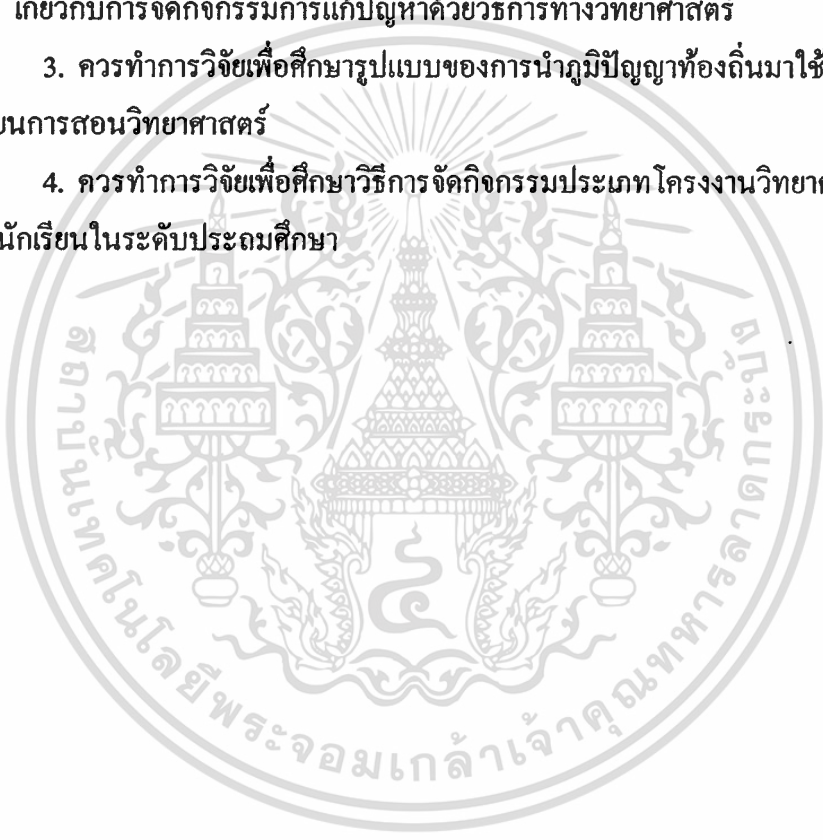 เกี่ยวกับการจัดกิจกรรมการแก้ปัญหาด้วยวิธีการทางวิทยาศาสตร์
3. ควรทำการวิจัยเพื่อศึกษารูปแบบของการนำภูมิปัญญาท้องถิ่นมาใช้
ยนการสอนวิทยาศาสตร์
4. ควรทำการวิจัยเพื่อศึกษาวิธีการจัดกิจกรรมประเภทโครงงานวิทยา
นักเรียนในระดับประถมศึกษา
สถาบันเทคโนโลยีพระจอมเกล้าเจ้าคุณทหารลาดกระบัง
๔